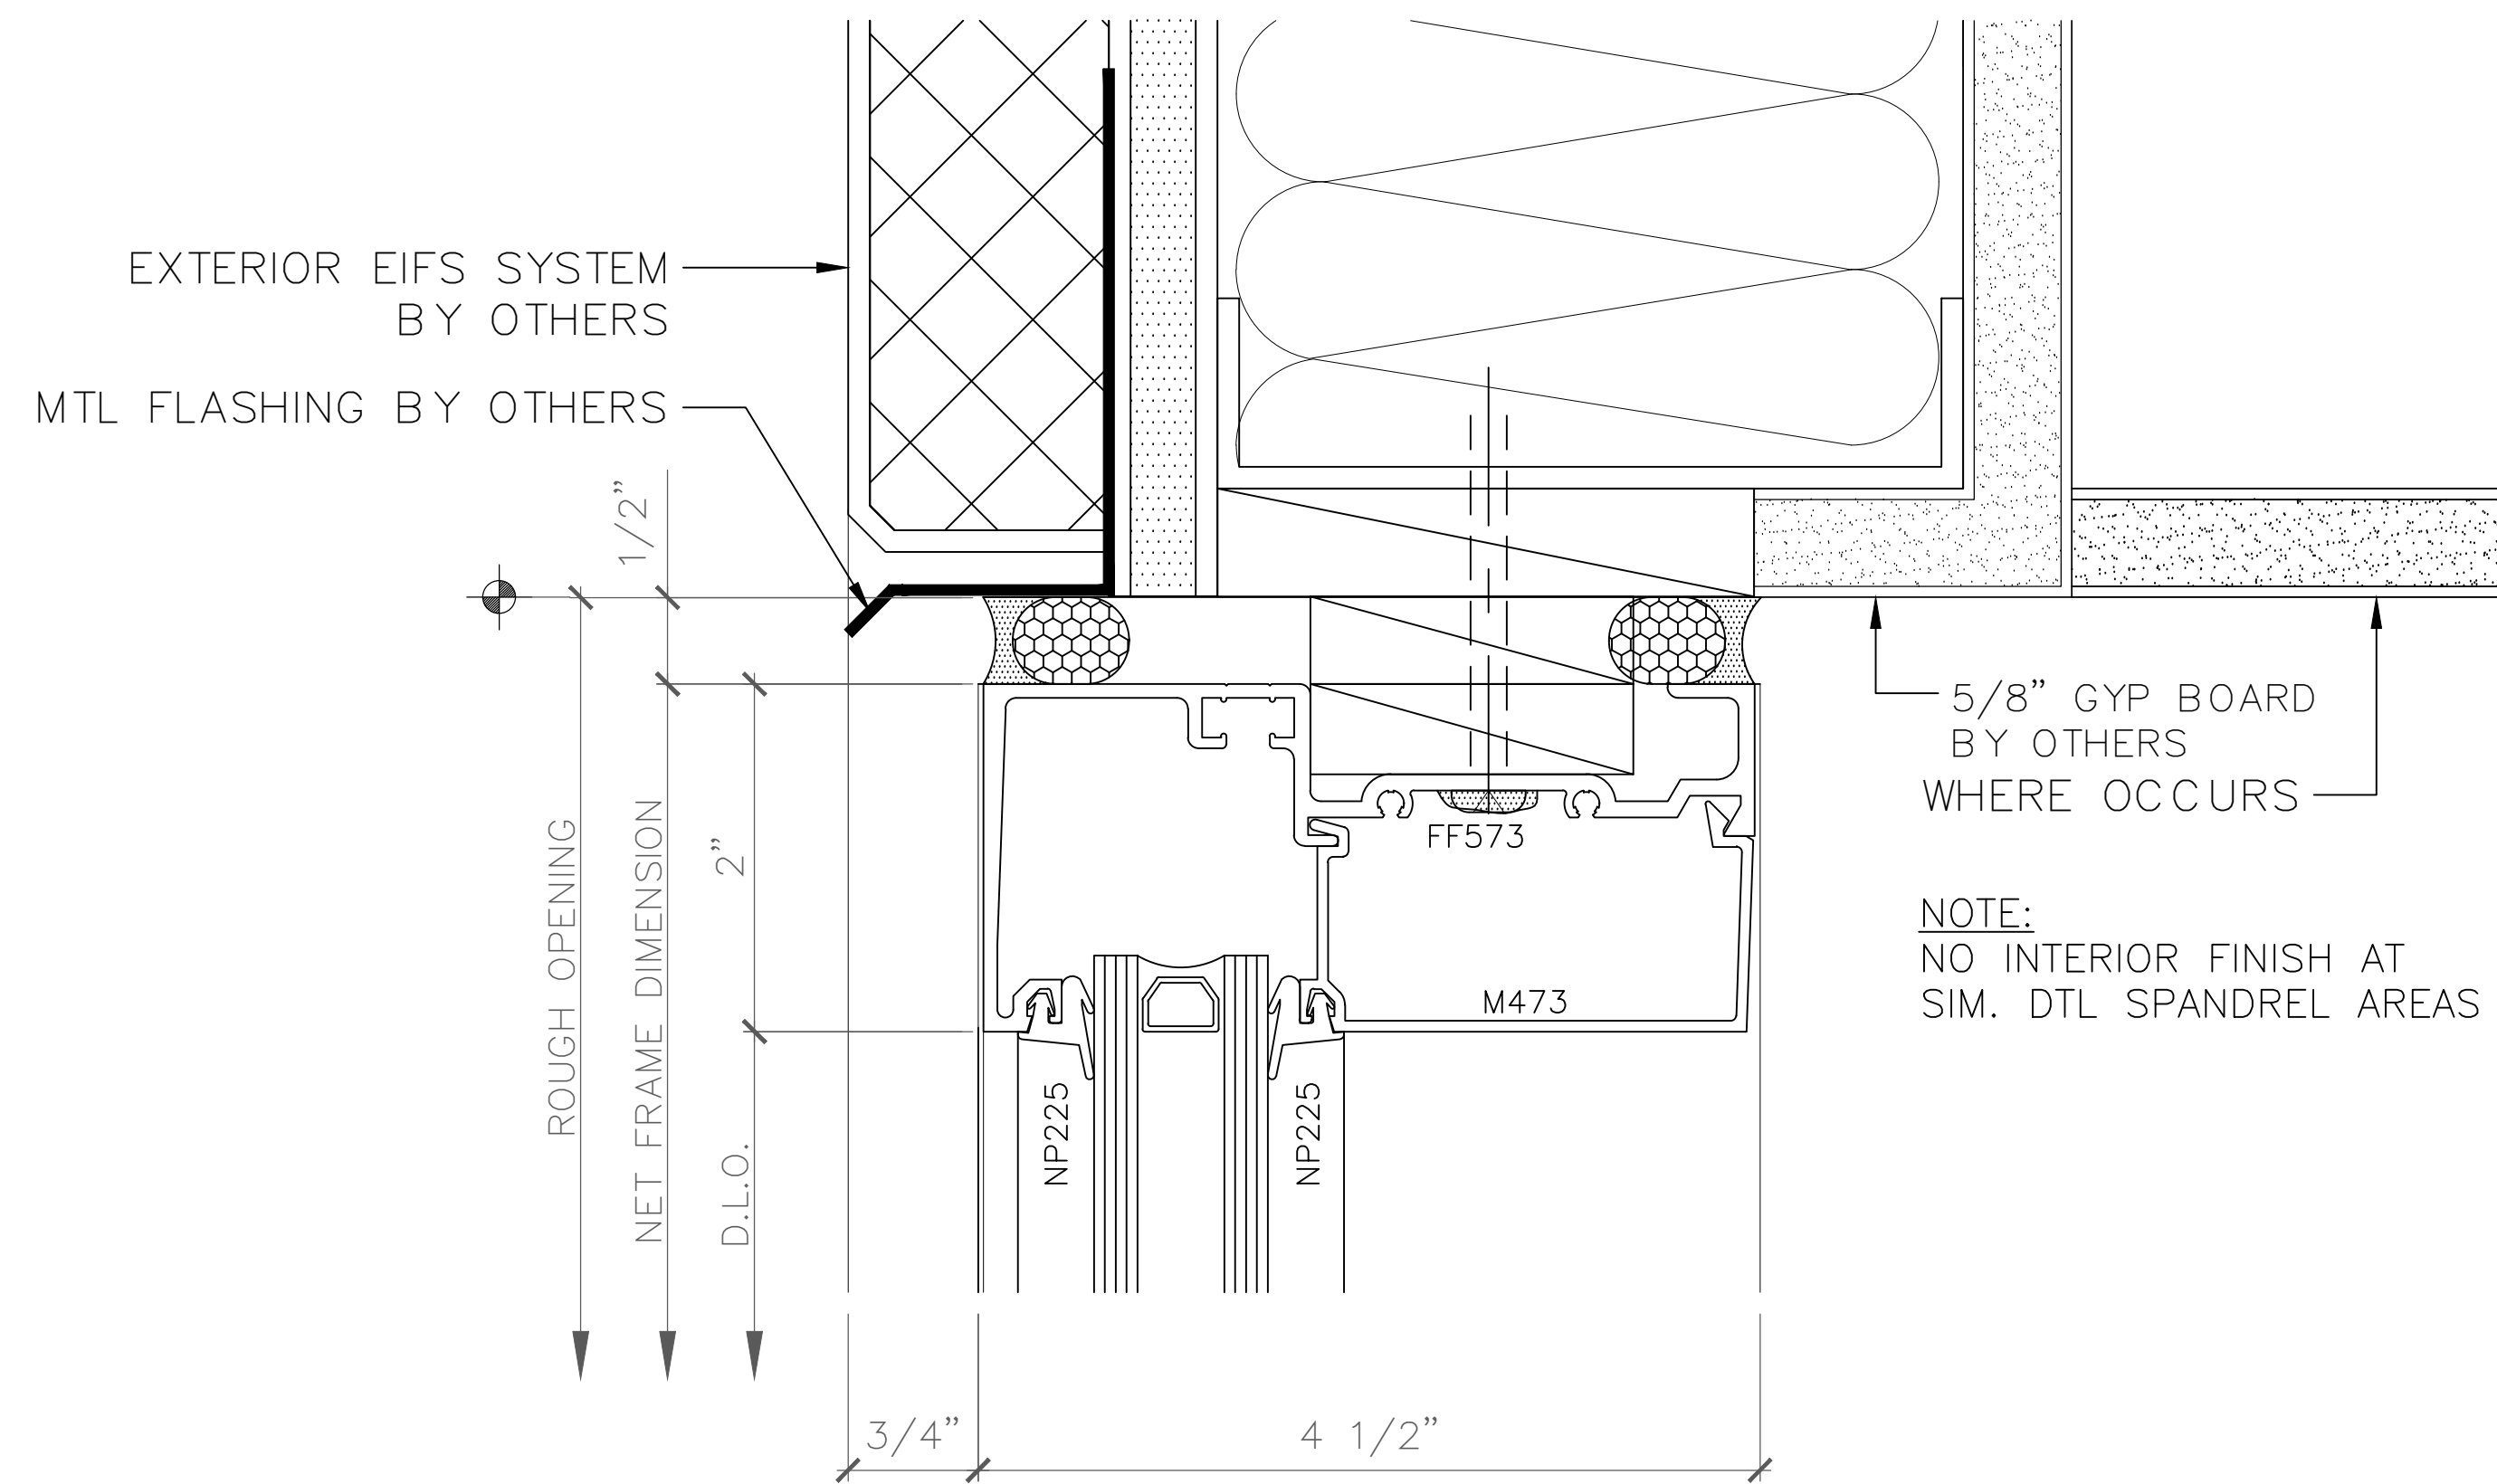 EXTERIOR EIFS SYSTEM
BY OTHERS
MTL FLASHING BY OTHERS
1/2”
2”
ROUGH OPENING
NET FRAME DIMENSION
D.L.O.
5/8” GYP BOARD
BY OTHERS
WHERE OCCURS
FF573
NOTE:
NO INTERIOR FINISH AT
SIM. DTL SPANDREL AREAS
M473
NP225
NP225
3/4”
4 1/2”